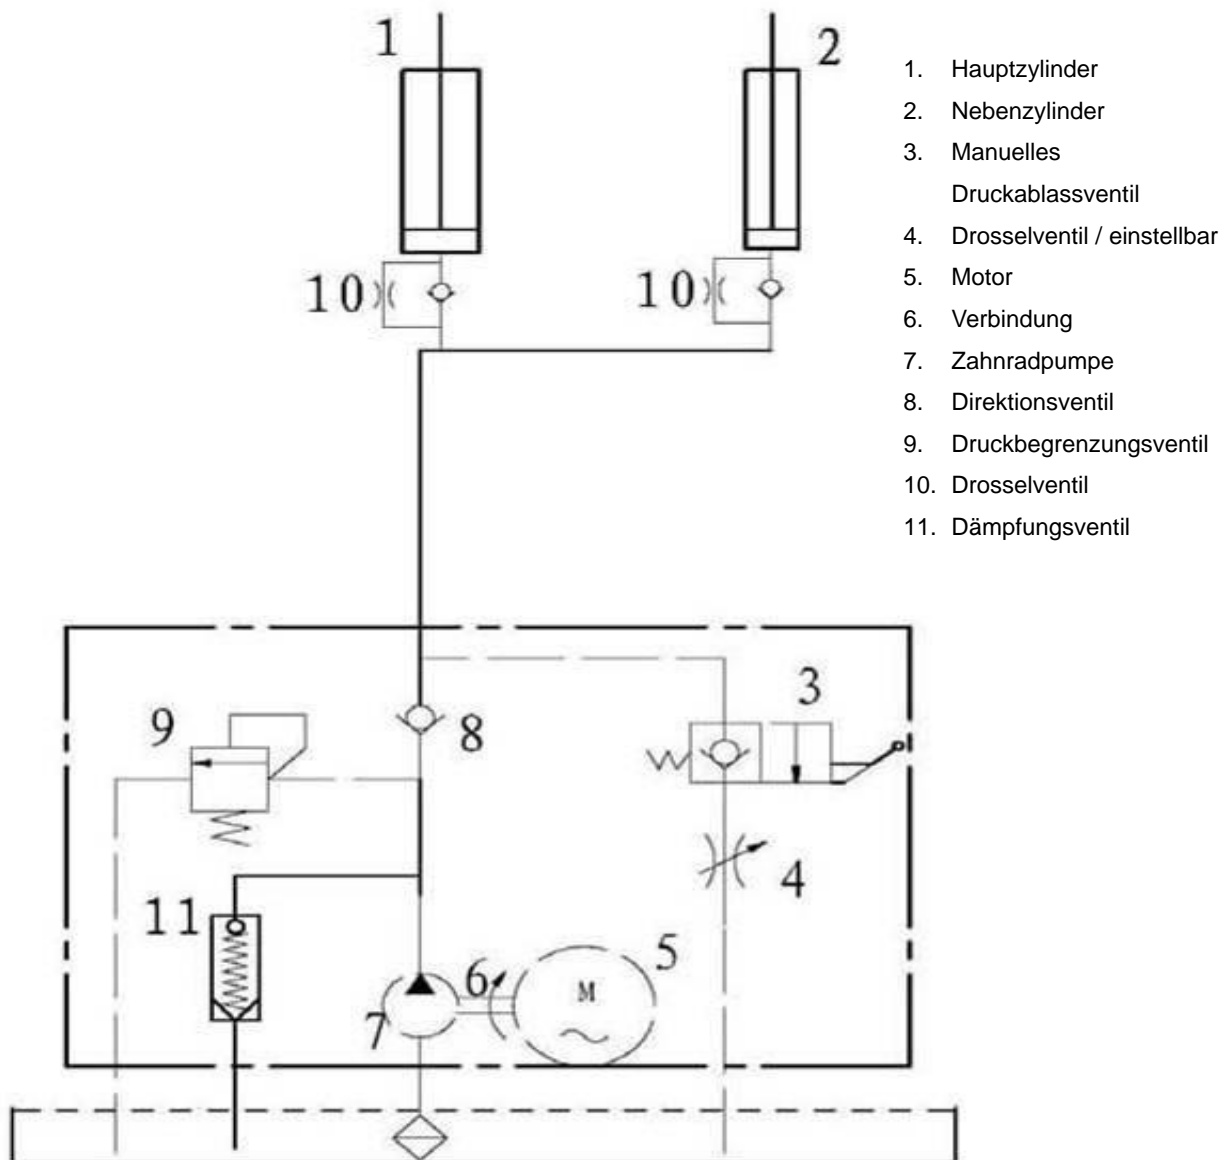 1
2
10
10
3
9
8
4
11
5
6
M
7
1. Hauptzylinder
2. Nebenzylinder
3. Manuelles
Druckablassventil
4. Drosselventil / einstellbar
5. Motor
6. Verbindung
7. Zahnradpumpe
8. Direktionsventil
9. Druckbegrenzungsventil
10. Drosselventil
11. Dämpfungsventil